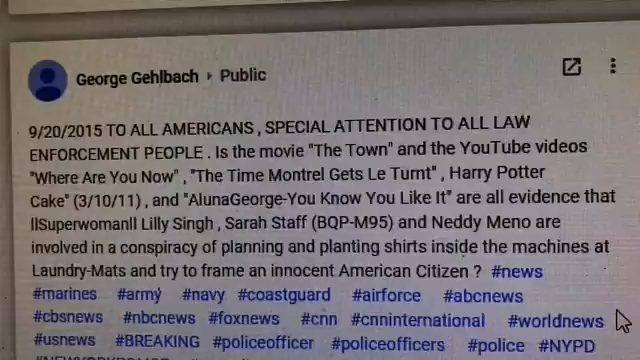 George Gehlbach ▸ Public
9/20/2015 TO ALL AMERICANS , SPECIAL ATTENTION TO ALL LAW
ENFORCEMENT PEOPLE . Is the movie "The Town" and the YouTube videos
"Where Are You Now" , "The Time Montrel Gets Le Turnt" , Harry Potter
Cake" (3/10/11) , and "AlunaGeorge-You Know You Like It" are all evidence that
llSuperwomanll Lilly Singh , Sarah Staff (BQP-M95) and Neddy Meno are
involved in a conspiracy of planning and planting shirts inside the machines at
Laundry-Mats and try to frame an innocent American Citizen ? #news
#marines #army #navy #coastguard #airforce #abcnews
#cbsnews #nbcnews #foxnews #cnn #cnninternational #worldnews
#usnews #BREAKING #policeofficer #policeofficers #police #NYPD